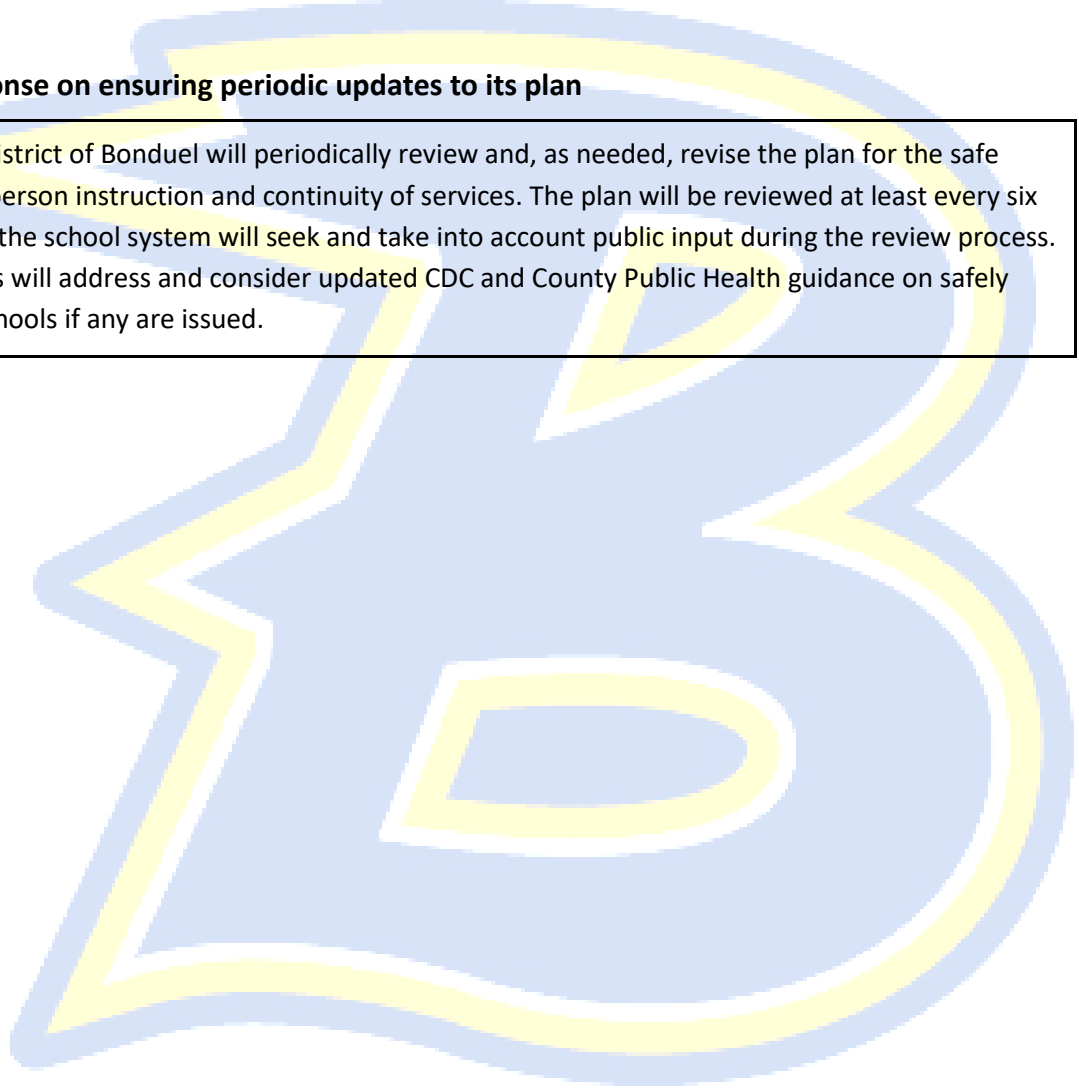 onse on ensuring periodic updates to its plan
istrict of Bonduel will periodically review and, as needed, revise the plan for the safe
person instruction and continuity of services. The plan will be reviewed at least every six
the school system will seek and take into account public input during the review process.
s will address and consider updated CDC and County Public Health guidance on safely
hools if any are issued.
B